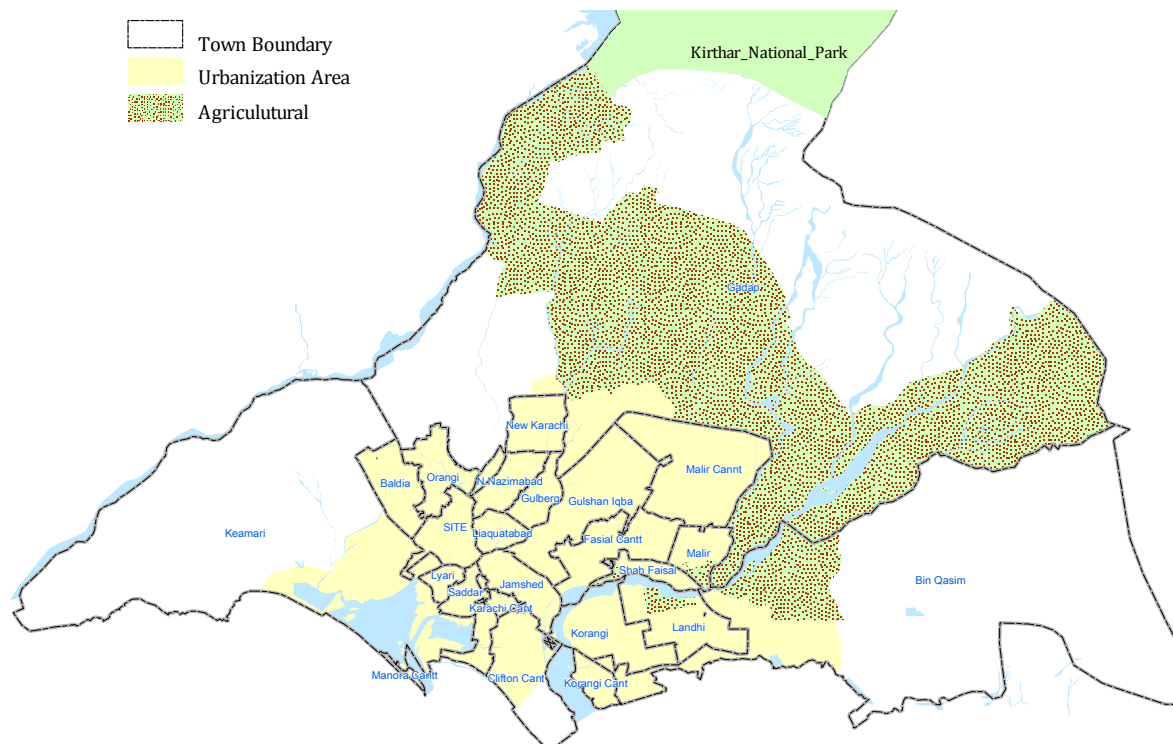 Town Boundary
Urbanization Area
Agriculutural
Kirthar_National_Park
Gadap
New Karachi
Baldia
Orangi
N.Nazimabad
Gulberg
Malir Cannt
Gulshan Iqba
Keamari
SITE
Liaquatabad
Fasial Cantt
Malir
Lyari
Saddar
Jamshed
Shah Faisal
Bin Qasim
Karachi Cant
Korangi
Landhi
Manora Cantt
Clifton Cant
Korangi Cant